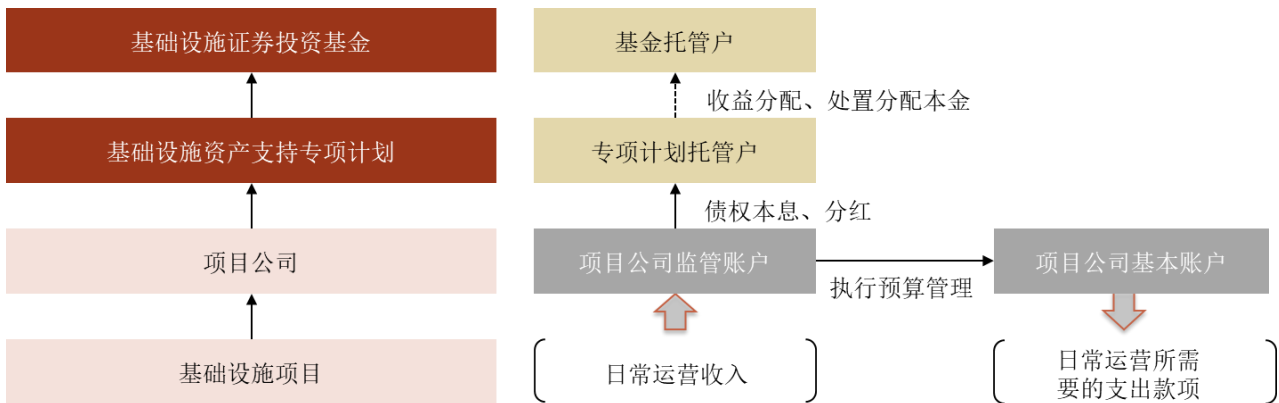 基础设施证券投资基金
基金托管户
收益分配、处置分配本金
基础设施资产支持专项计划
专项计划托管户
债权本息、分红
项目公司
项目公司监管账户
执行预算管理
项目公司基本账户
基础设施项目
日常运营收入
日常运营所需
要的支出款项